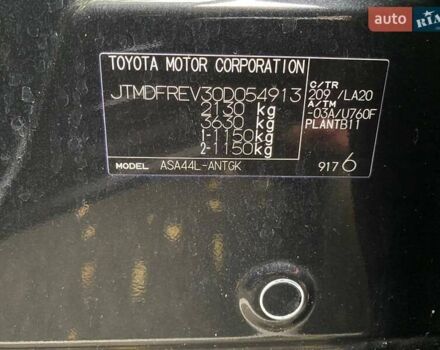 AUTO RIA
TOYOTA MOTOR CORPORATION
JTMDFREV30D054913
2130 kg
3630 kg
1-1150kg
2-1150kg
C/TR
209 /LA20
A/TM
-03A/U760F
PLANTB11
MODEL ASA44L-ANTGK
917 6